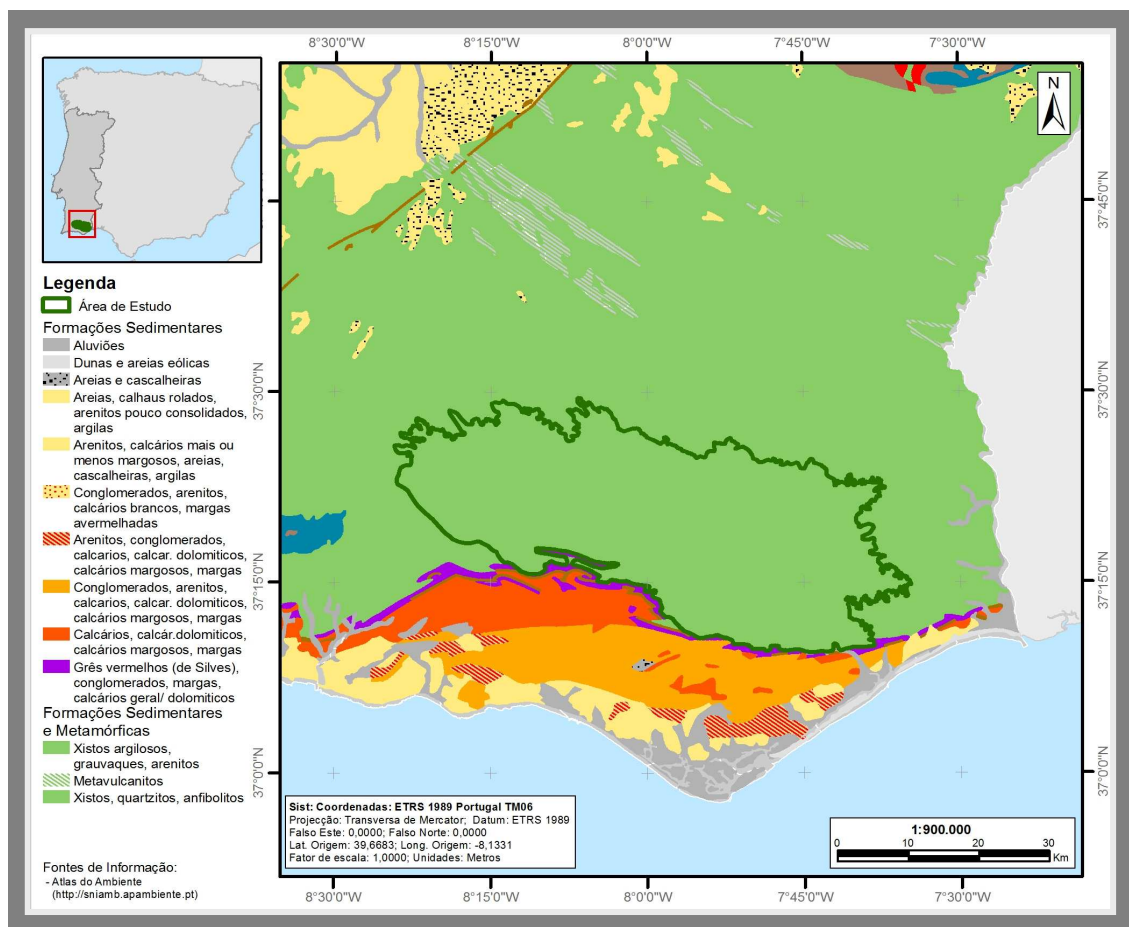 8°30'0"W 8°15'0"W 8°0'0"W 7°45'0"W 7°30'0"W
N
37°45'0"N 37°45'0"N
Legenda
Área de Estudo
Formações Sedimentares
Aluviões
Dunas e areias eólicas
Areias e cascalheiras
Areias, calhaus rolados,
arenitos pouco consolidados,
argilas
Arenitos, calcários mais ou
menos margosos, areias,
cascalheiras, argilas
Conglomerados, arenitos,
calcários brancos, margas
avermelhadas
Arenitos, conglomerados,
calcarios, calcar. dolomiticos,
calcários margosos, margas
Conglomerados, arenitos,
calcarios, calcar. dolomiticos,
calcários margosos, margas
Calcários, calcár.dolomiticos,
calcários margosos, margas
Grês vermelhos (de Silves),
conglomerados, margas,
calcários geral/ dolomiticos
Formações Sedimentares
e Metamórficas
Xistos argilosos,
grauvaques, arenitos
Metavulcanitos
Xistos, quartzitos, anfibolitos
37°30'0"N 37°30'0"N
37°15'0"N 37°15'0"N
37°0'0"N 37°0'0"N
Sist: Coordenadas: ETRS 1989 Portugal TM06
Projecção: Transversa de Mercator; Datum: ETRS 1989
Falso Este: 0,0000; Falso Norte: 0,0000
Lat. Origem: 39,6683; Long. Origem: -8,1331
Fator de escala: 1,0000; Unidades: Metros
1:900.000
0 10 20 30
Km
Fontes de Informação:
- Atlas do Ambiente
(http://sniamb.apambiente.pt)
8°30'0"W 8°15'0"W 8°0'0"W 7°45'0"W 7°30'0"W